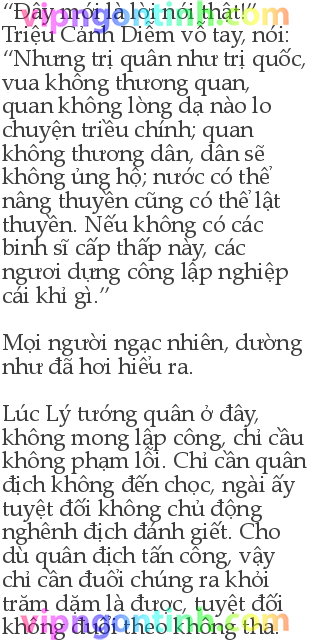 “Đây mới là lời nói thật!”
vipngontinh.com
Triệu Cảnh Diễm vỗ tay, nói:
“Nhưng trị quân như trị quốc,
vua không thương quan,
quan không lòng dạ nào lo
chuyện triều chính; quan
không thương dân, dân sẽ
không ủng hộ; nước có thể
nâng thuyền cũng có thể lật
thuyền. Nếu không có các
binh sĩ cấp thấp này, các
ngươi dựng công lập nghiệp
cái khỉ gì.”
Mọi người ngạc nhiên, dường
như đã hơi hiểu ra.
Lúc Lý tướng quân ở đây,
không mong lập công, chỉ cầu
không phạm lỗi. Chỉ cần quân
địch không đến chọc, ngài ấy
tuyệt đối không chủ động
nghênh địch đánh giết. Cho
dù quân địch tấn công, vậy
chỉ cần đuổi chúng ra khỏi
trăm dặm là được, tuyệt đối
không đuổi theo không tha.
vipngontinh.com